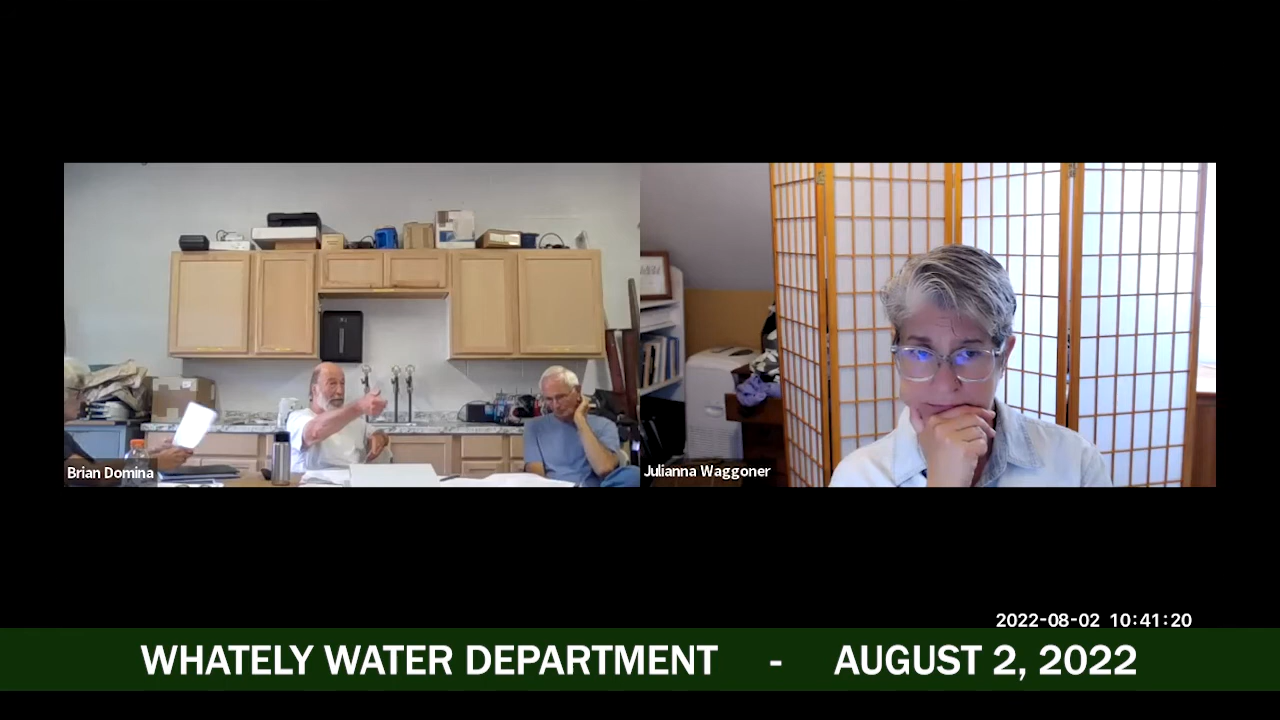 Brian Domina
Julianna Waggoner
2022-08-02 10:41:20
WHATELY WATER DEPARTMENT - AUGUST 2, 2022